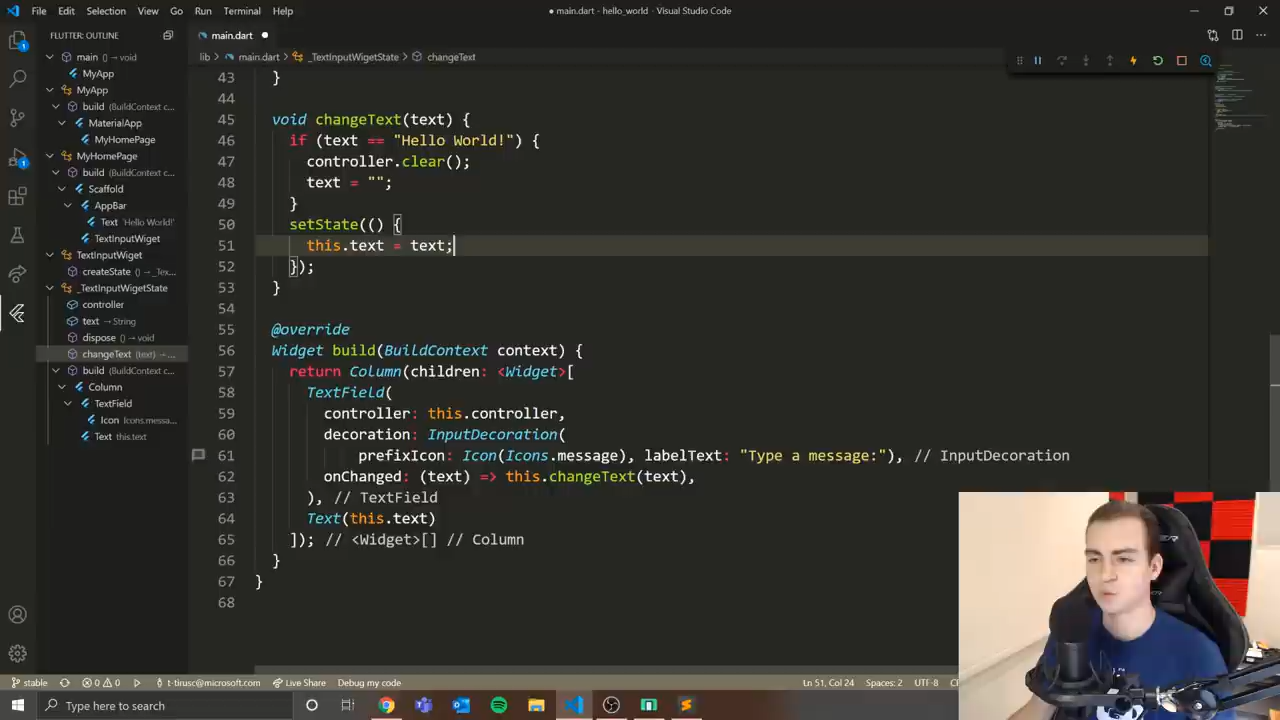 File Edit Selection View Go Run Terminal Help
● main.dart - hello_world - Visual Studio Code
FLUTTER: OUTLINE
main.dart ●
lib > main.dart > _TextInputWigetState > changeText
main () → void
MyApp
MyApp
build (BuildContext c...
MaterialApp
MyHomePage
MyHomePage
build (BuildContext c...
Scaffold
AppBar
Text 'Hello World!'
TextInputWiget
TextInputWiget
createState () → _Tex...
_TextInputWigetState
controller
text → String
dispose () → void
changeText (text) → ...
build (BuildContext c...
Column
TextField
Icon Icons.messa...
Text this.text
43 }
44
45 void changeText(text) {
46 if (text == "Hello World!") {
47 controller.clear();
48 text = "";
49 }
50 setState(() {
51 this.text = text;
52 });
53 }
54
55 @override
56 Widget build(BuildContext context) {
57 return Column(children: <Widget>[
58 TextField(
59 controller: this.controller,
60 decoration: InputDecoration(
61 prefixIcon: Icon(Icons.message), labelText: "Type a message:"), // InputDecoration
62 onChanged: (text) => this.changeText(text),
63 ), // TextField
64 Text(this.text)
65 ]); // <Widget>[] // Column
66 }
67 }
68
stable 0 0 t-tirusc@microsoft.com Live Share Debug my code Ln 51, Col 24 Spaces: 2 UTF-8
Type here to search